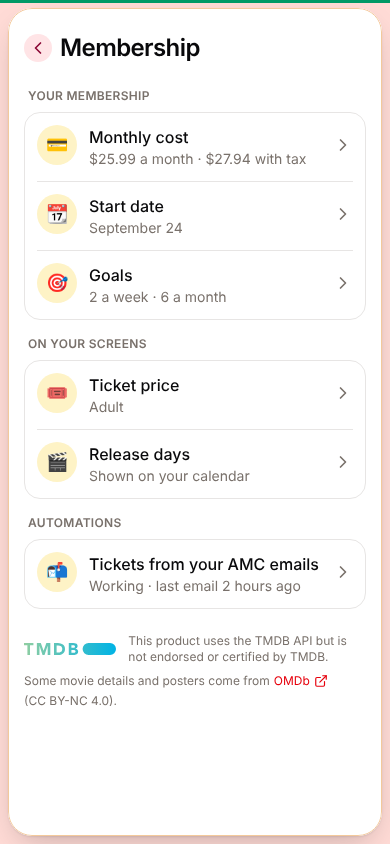 Membership
YOUR MEMBERSHIP
Monthly cost
$25.99 a month · $27.94 with tax
Start date
September 24
Goals
2 a week · 6 a month
ON YOUR SCREENS
Ticket price
Adult
Release days
Shown on your calendar
AUTOMATIONS
Tickets from your AMC emails
Working · last email 2 hours ago
TMDB
This product uses the TMDB API but is
not endorsed or certified by TMDB.
Some movie details and posters come from OMDb
(CC BY-NC 4.0).